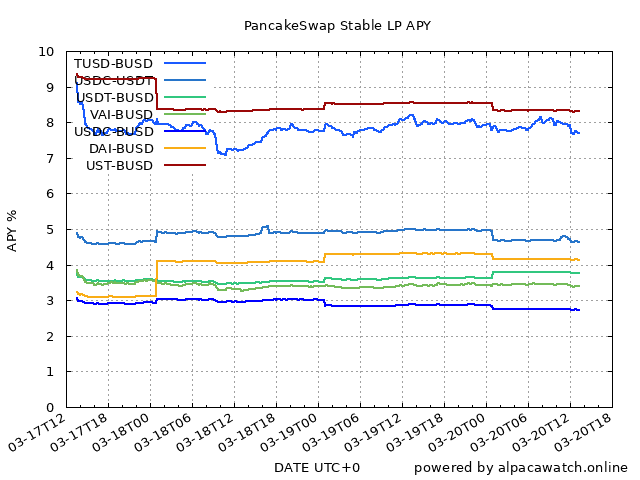 PancakeSwap Stable LP APY
APY %
10
9
8
7
6
5
4
3
2
1
0
TUSD-BUSD
USDC-USDT
USDT-BUSD
VAI-BUSD
USDC-BUSD
DAI-BUSD
UST-BUSD
03-17T12
03-17T18
03-18T00
03-18T06
03-18T12
03-18T18
03-19T00
03-19T06
03-19T12
03-19T18
03-20T00
03-20T06
03-20T12
03-20T18
DATE UTC+0
powered by alpacawatch.online